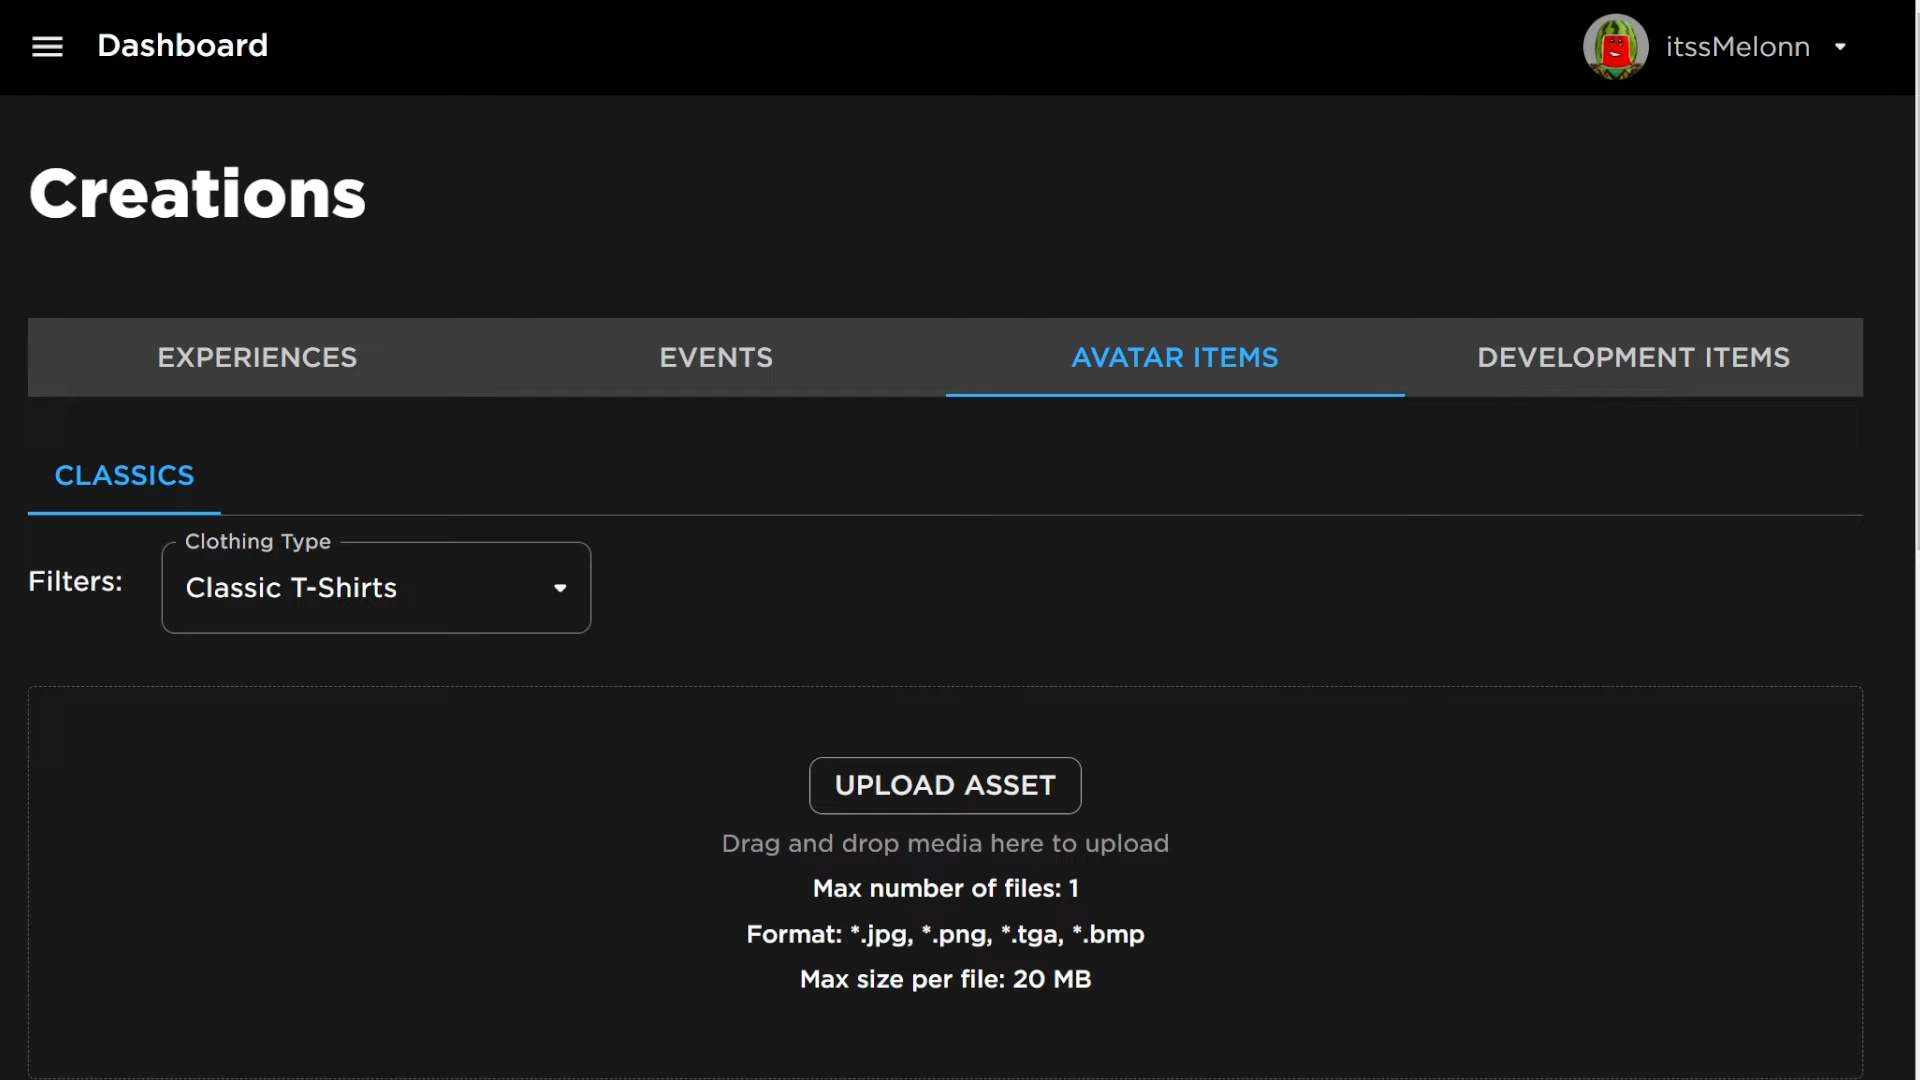 Dashboard
itssMelonn
Creations
EXPERIENCES
EVENTS
AVATAR ITEMS
DEVELOPMENT ITEMS
CLASSICS
Clothing Type
Filters:
Classic T-Shirts
UPLOAD ASSET
Drag and drop media here to upload
Max number of files: 1
Format: *.jpg, *.png, *.tga, *.bmp
Max size per file: 20 MB